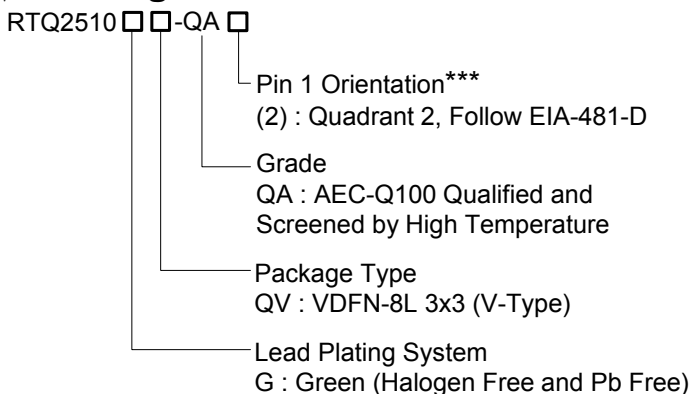 RTQ2510□□-QA□
Pin 1 Orientation***
(2) : Quadrant 2, Follow EIA-481-D
Grade
QA : AEC-Q100 Qualified and
Screened by High Temperature
Package Type
QV : VDFN-8L 3x3 (V-Type)
Lead Plating System
G : Green (Halogen Free and Pb Free)